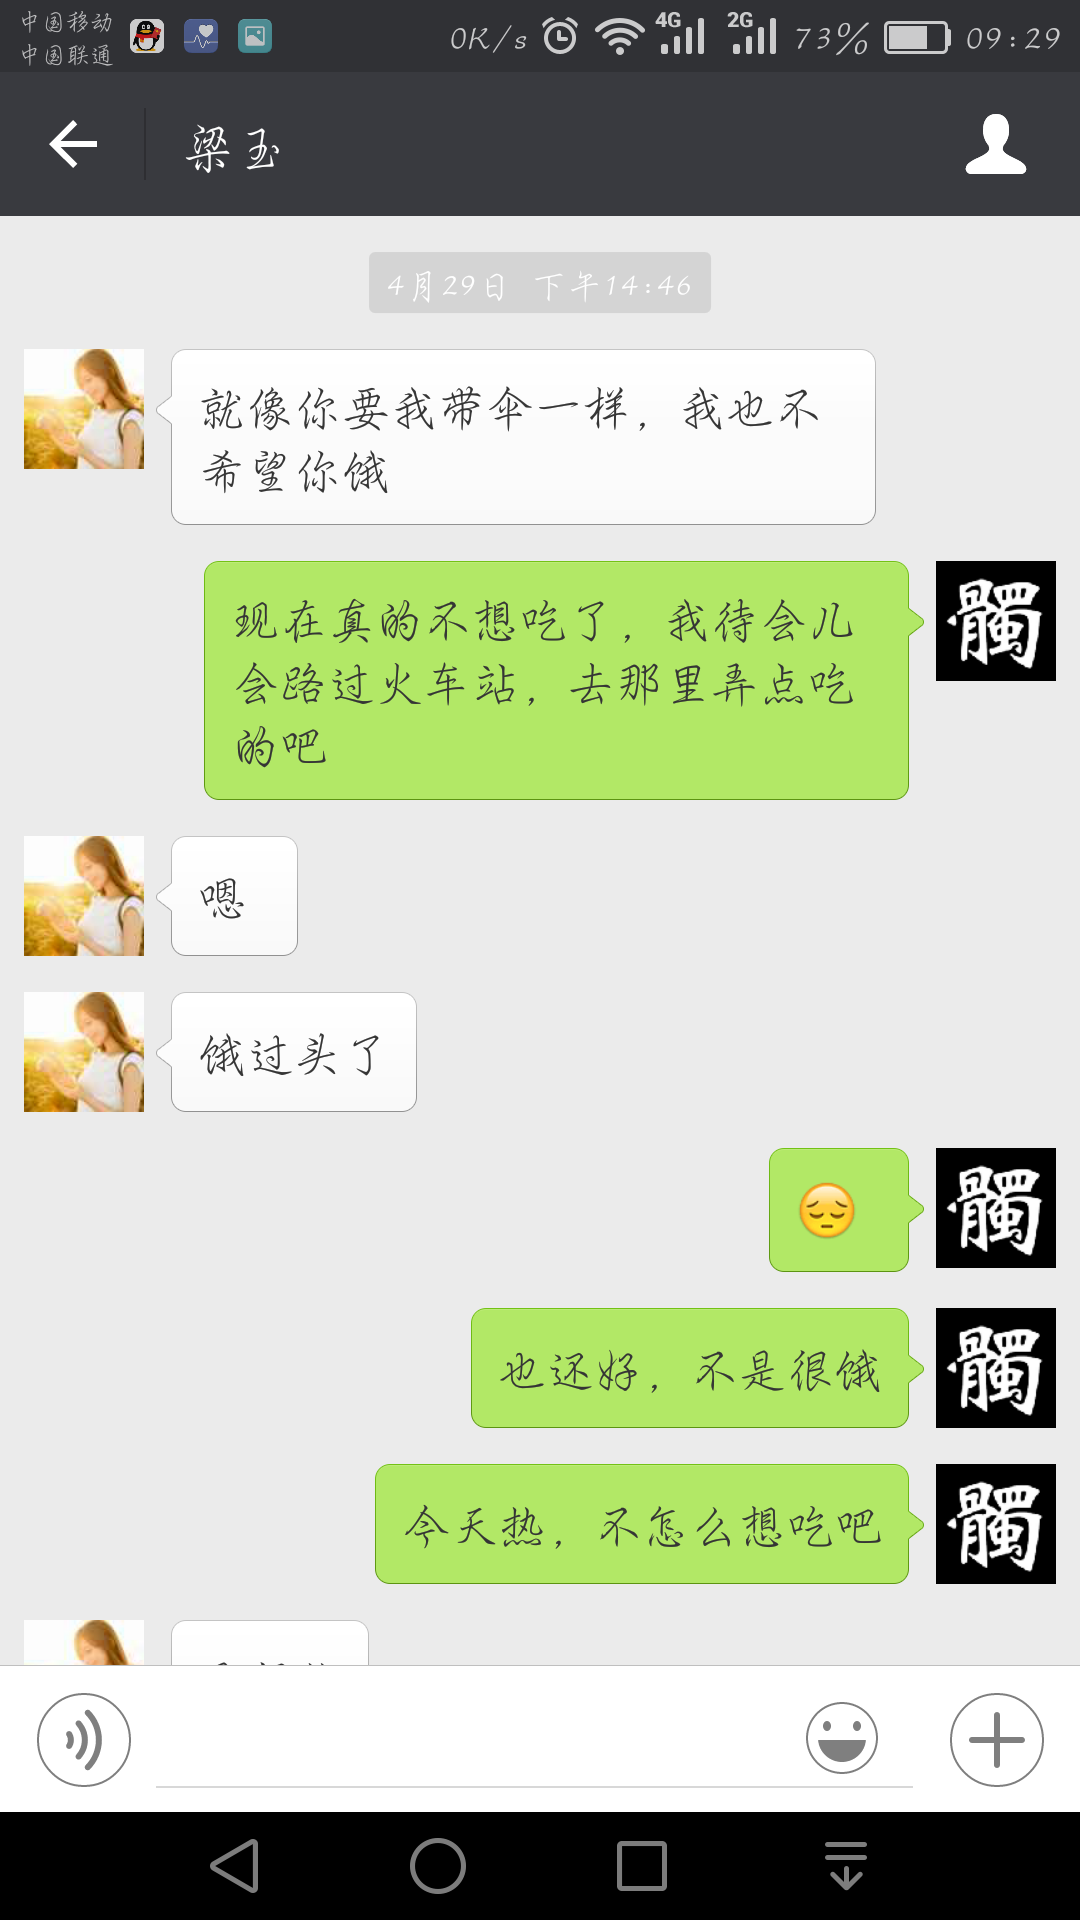 中国移动
中国联通
0K/s
4G
2G
73%
09:29
梁玉
4月29日 下午14:46
就像你要我带伞一样，我也不
希望你饿
现在真的不想吃了，我待会儿
会路过火车站，去那里弄点吃
的吧
髑
嗯
饿过头了
😔
髑
也还好，不是很饿
髑
今天热，不怎么想吃吧
髑